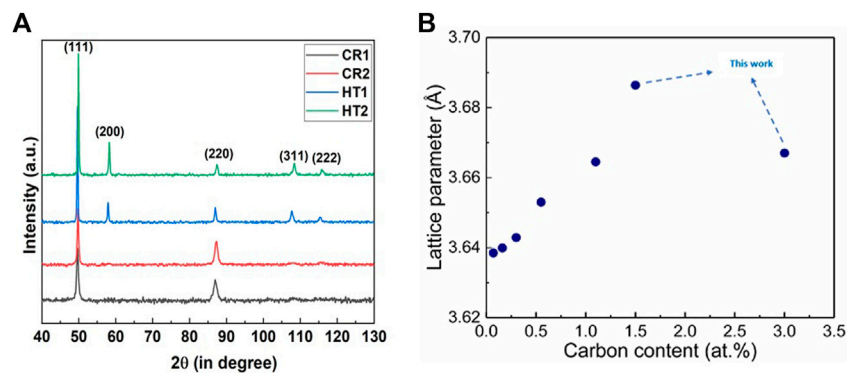 A
(111)
(200)
(220)
(311)
(222)
CR1
CR2
HT1
HT2
Intensity (a.u.)
40 50 60 70 80 90 100 110 120 130
2θ (in degree)
B
3.70
3.68
3.66
3.64
3.62
Lattice parameter (Å)
This work
0.0 0.5 1.0 1.5 2.0 2.5 3.0 3.5
Carbon content (at.%)